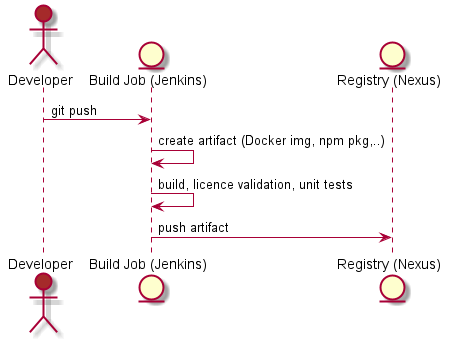 Developer
Build Job (Jenkins)
Registry (Nexus)
git push
create artifact (Docker img, npm pkg,..)
build, licence validation, unit tests
push artifact
Developer
Build Job (Jenkins)
Registry (Nexus)